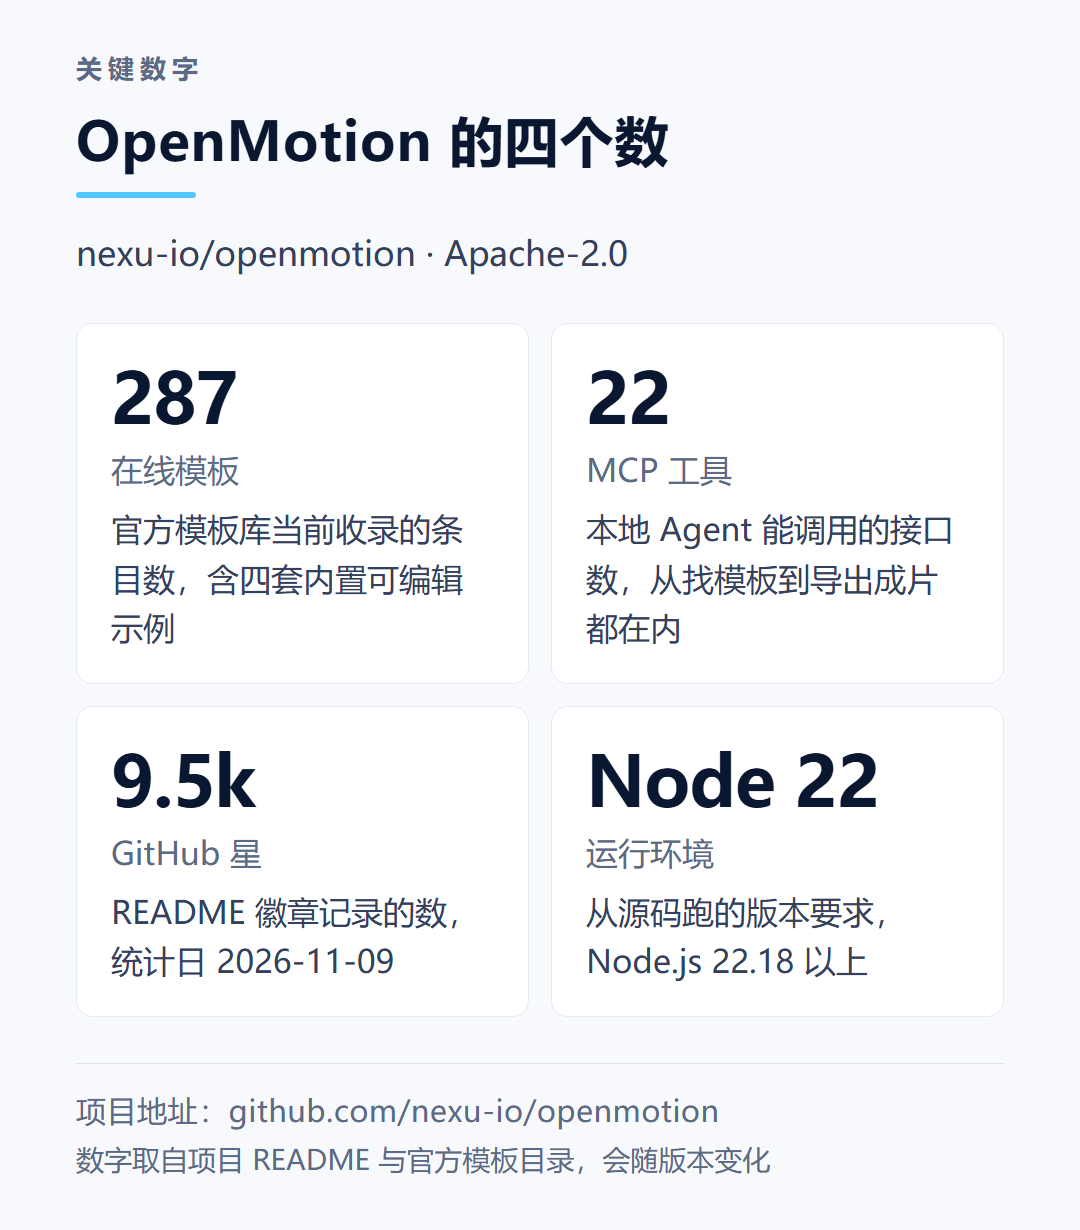 关键数字
OpenMotion 的四个数
nexu-io/openmotion · Apache-2.0
287
在线模板
官方模板库当前收录的条
目数，含四套内置可编辑
示例
22
MCP 工具
本地 Agent 能调用的接口
数，从找模板到导出成片
都在内
9.5k
GitHub 星
README 徽章记录的数，
统计日 2026-11-09
Node 22
运行环境
从源码跑的版本要求，
Node.js 22.18 以上
项目地址：github.com/nexu-io/openmotion
数字取自项目 README 与官方模板目录，会随版本变化